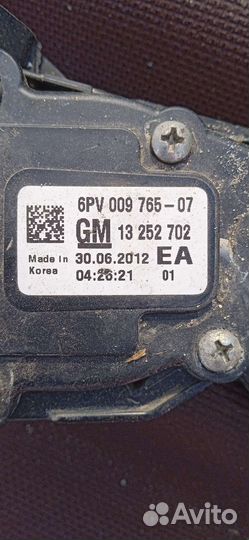 6PV 009 765-07
GM 13 252 702
Made in 30.06.2012 EA
Korea 04:26:21 01
Avito